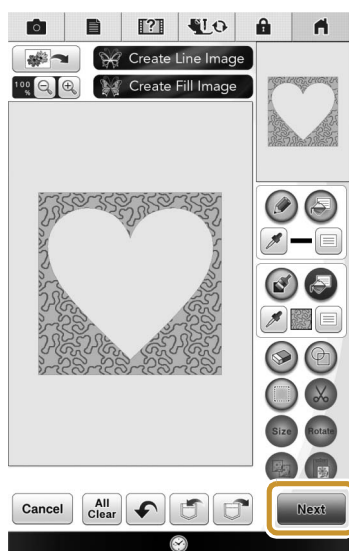 ?
Create Line Image
100
%
Create Fill Image
Size
Rotate
Cancel
All
Clear
Next